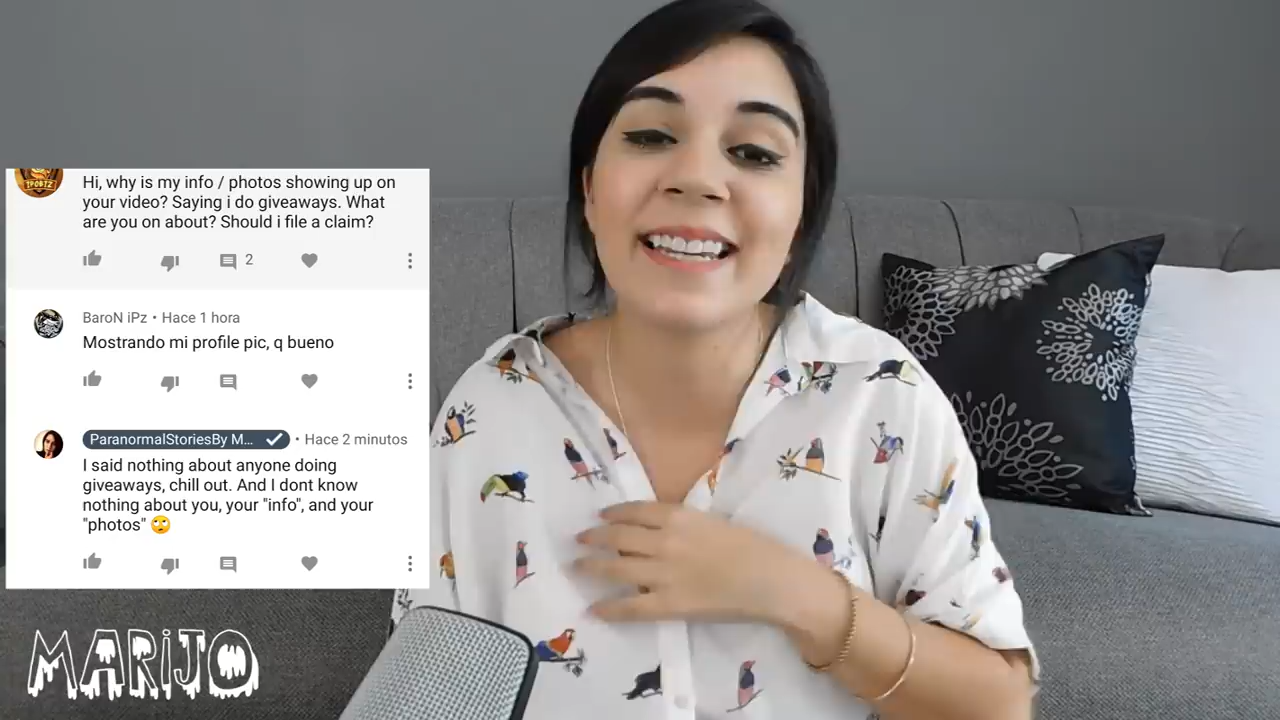 Hi, why is my info / photos showing up on
your video? Saying i do giveaways. What
are you on about? Should i file a claim?
2
BaroN iPz • Hace 1 hora
Mostrando mi profile pic, q bueno
ParanormalStoriesBy M... • Hace 2 minutos
I said nothing about anyone doing
giveaways, chill out. And I dont know
nothing about you, your "info", and your
"photos" 🙄
MARiJO